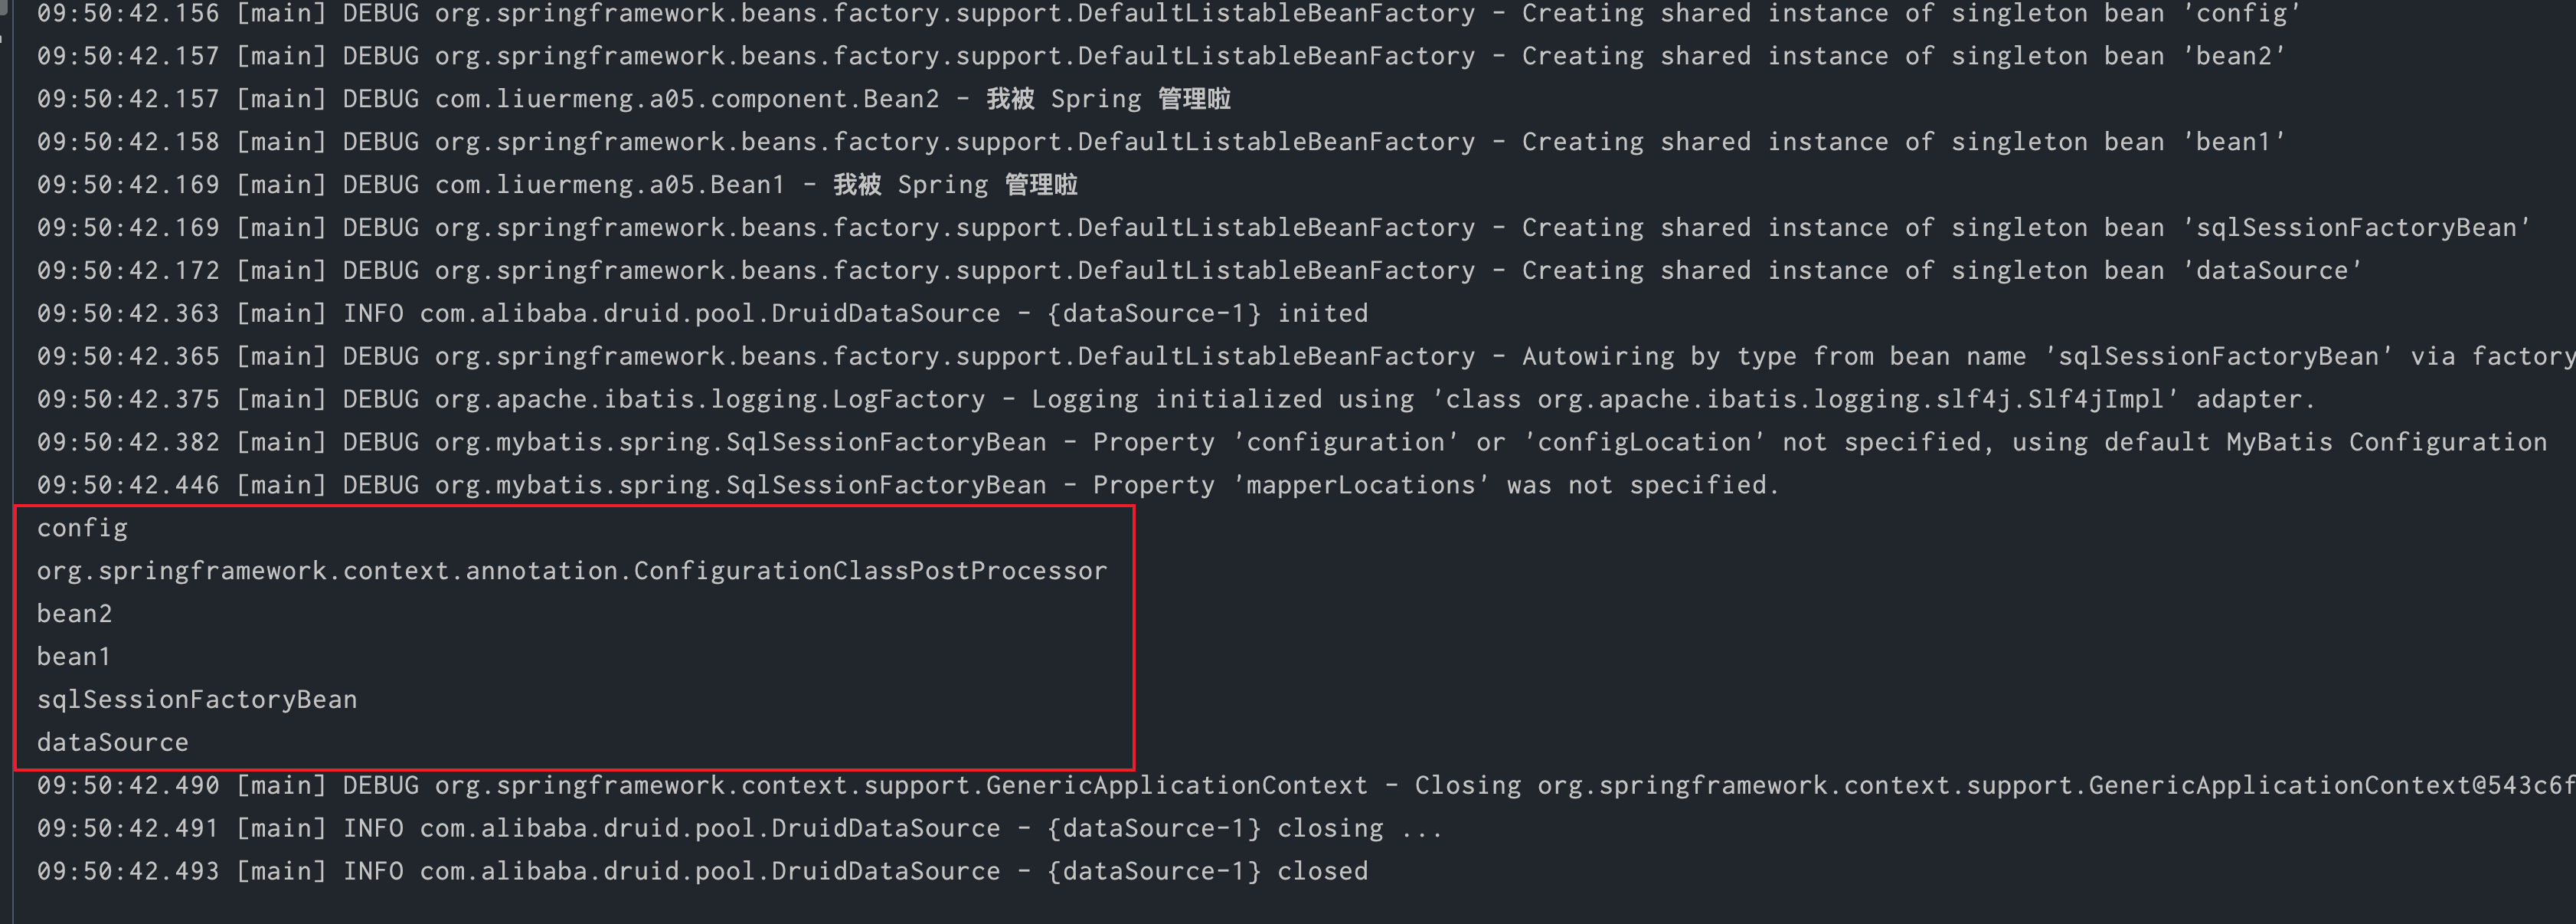 09:50:42.156 [main] DEBUG org.springframework.beans.factory.support.DefaultListableBeanFactory - Creating shared instance of singleton bean 'config'
09:50:42.157 [main] DEBUG org.springframework.beans.factory.support.DefaultListableBeanFactory - Creating shared instance of singleton bean 'bean2'
09:50:42.157 [main] DEBUG com.liuermeng.a05.component.Bean2 - 我被 Spring 管理啦
09:50:42.158 [main] DEBUG org.springframework.beans.factory.support.DefaultListableBeanFactory - Creating shared instance of singleton bean 'bean1'
09:50:42.169 [main] DEBUG com.liuermeng.a05.Bean1 - 我被 Spring 管理啦
09:50:42.169 [main] DEBUG org.springframework.beans.factory.support.DefaultListableBeanFactory - Creating shared instance of singleton bean 'sqlSessionFactoryBean'
09:50:42.172 [main] DEBUG org.springframework.beans.factory.support.DefaultListableBeanFactory - Creating shared instance of singleton bean 'dataSource'
09:50:42.363 [main] INFO com.alibaba.druid.pool.DruidDataSource - {dataSource-1} inited
09:50:42.365 [main] DEBUG org.springframework.beans.factory.support.DefaultListableBeanFactory - Autowiring by type from bean name 'sqlSessionFactoryBean' via factory
09:50:42.375 [main] DEBUG org.apache.ibatis.logging.LogFactory - Logging initialized using 'class org.apache.ibatis.logging.slf4j.Slf4jImpl' adapter.
09:50:42.382 [main] DEBUG org.mybatis.spring.SqlSessionFactoryBean - Property 'configuration' or 'configLocation' not specified, using default MyBatis Configuration
09:50:42.446 [main] DEBUG org.mybatis.spring.SqlSessionFactoryBean - Property 'mapperLocations' was not specified.
config
org.springframework.context.annotation.ConfigurationClassPostProcessor
bean2
bean1
sqlSessionFactoryBean
dataSource
09:50:42.490 [main] DEBUG org.springframework.context.support.GenericApplicationContext - Closing org.springframework.context.support.GenericApplicationContext@543c6f
09:50:42.491 [main] INFO com.alibaba.druid.pool.DruidDataSource - {dataSource-1} closing ...
09:50:42.493 [main] INFO com.alibaba.druid.pool.DruidDataSource - {dataSource-1} closed